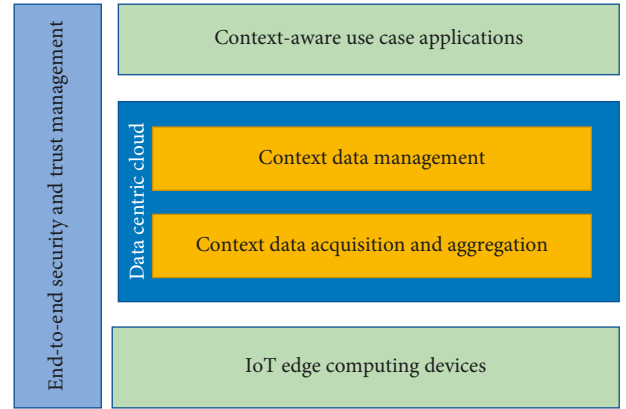 End-to-end security and trust management
Context-aware use case applications
Data centric cloud
Context data management
Context data acquisition and aggregation
IoT edge computing devices